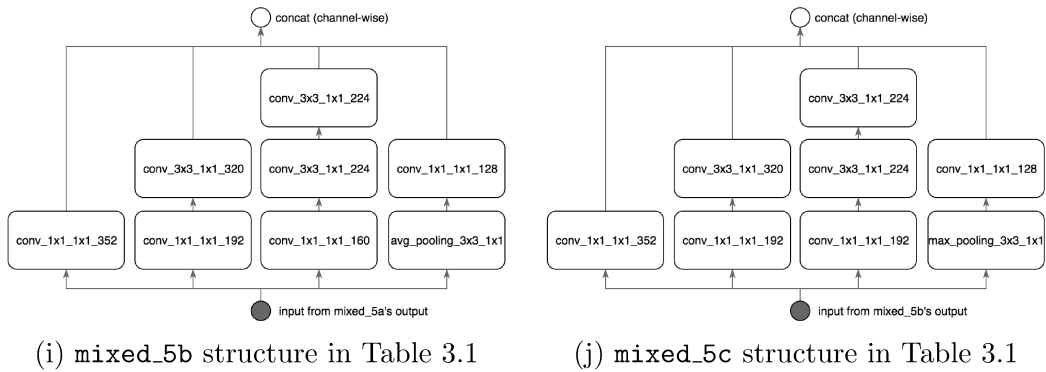 concat (channel-wise)
conv_3x3_1x1_224
conv_3x3_1x1_320
conv_3x3_1x1_224
conv_1x1_1x1_128
conv_1x1_1x1_352
conv_1x1_1x1_192
conv_1x1_1x1_160
avg_pooling_3x3_1x1
input from mixed_5a's output
(i) mixed_5b structure in Table 3.1
concat (channel-wise)
conv_3x3_1x1_224
conv_3x3_1x1_320
conv_3x3_1x1_224
conv_1x1_1x1_128
conv_1x1_1x1_352
conv_1x1_1x1_192
conv_1x1_1x1_192
max_pooling_3x3_1x1
input from mixed_5b's output
(j) mixed_5c structure in Table 3.1